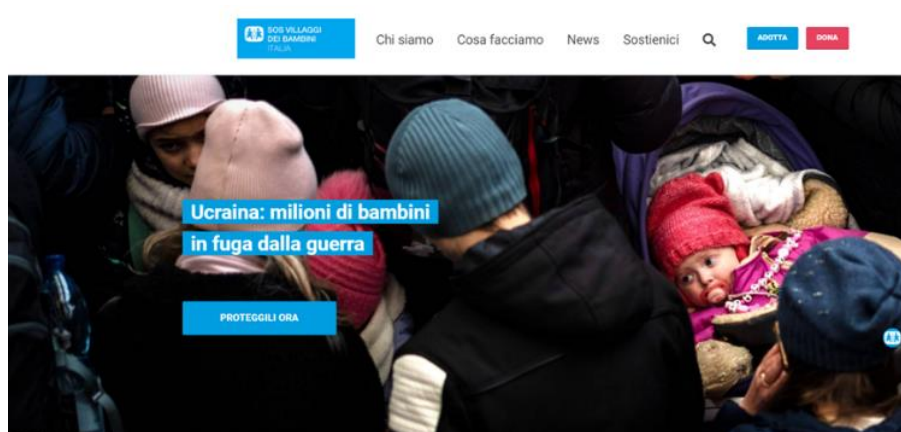 SOS VILLAGGI
DEI BAMBINI
ITALIA
Chi siamo Cosa facciamo News Sostienici ADOTTA DONA
Ucraina: milioni di bambini
in fuga dalla guerra
PROTEGGILI ORA